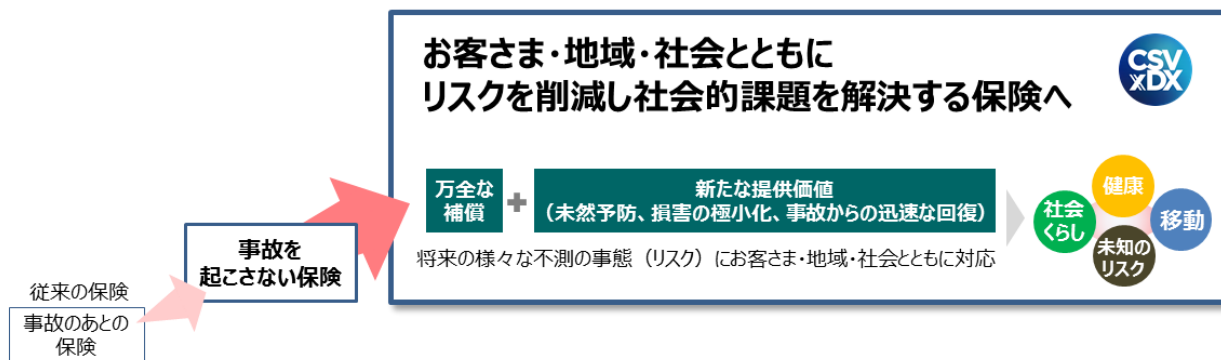 お客さま・地域・社会とともに
リスクを削減し社会的課題を解決する保険へ
CSV
xDX
万全な
補償
+
新たな提供価値
（未然予防、損害の極小化、事故からの迅速な回復）
将来の様々な不測の事態（リスク）にお客さま・地域・社会とともに対応
健康
社会
くらし
移動
未知の
リスク
事故を
起こさない保険
従来の保険
事故のあとの
保険